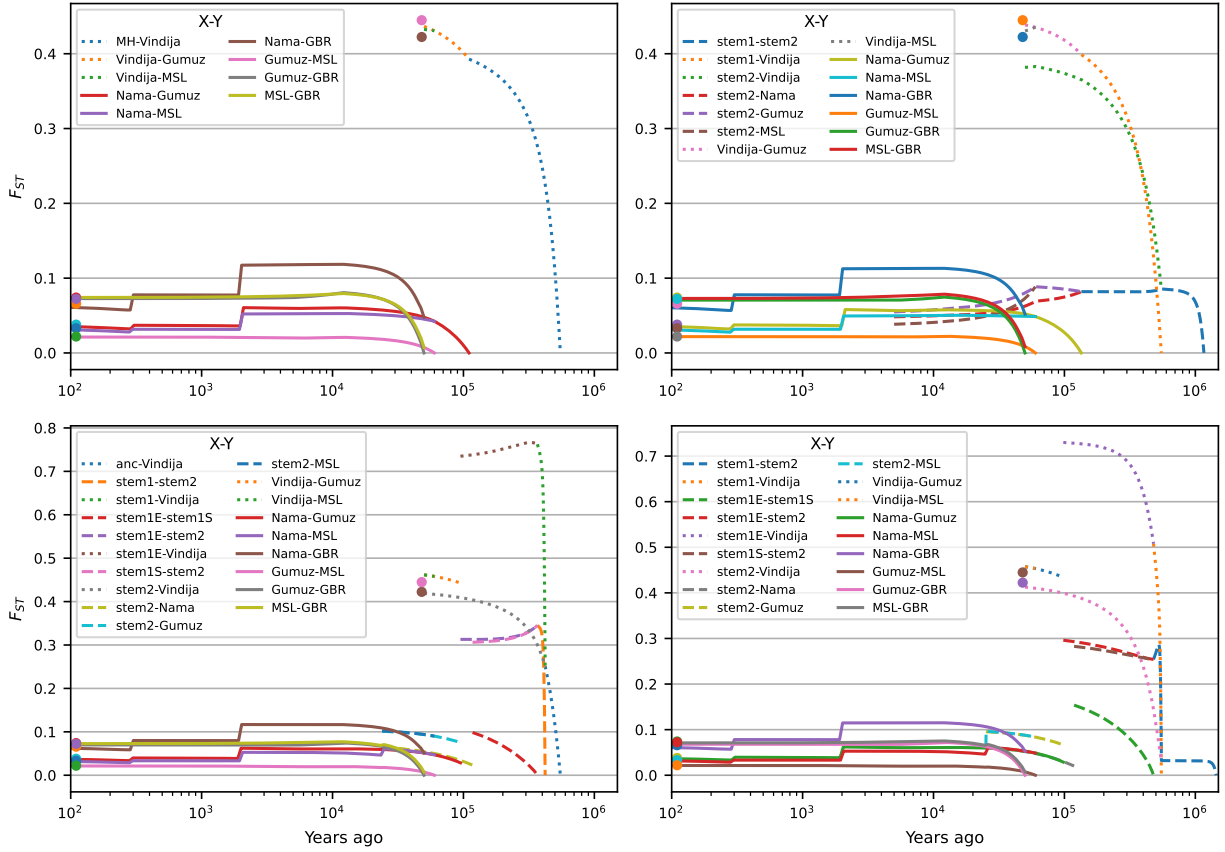 X-Y
MH-Vindija
Vindija-Gumuz
Vindija-MSL
Nama-Gumuz
Nama-MSL
Nama-GBR
Gumuz-MSL
Gumuz-GBR
MSL-GBR
0.4
0.3
0.2
0.1
0.0
F_ST
10^2
10^3
10^4
10^5
10^6
X-Y
stem1-stem2
stem1-Vindija
stem2-Vindija
stem2-Nama
stem2-Gumuz
stem2-MSL
Vindija-Gumuz
Vindija-MSL
Nama-Gumuz
Nama-MSL
Nama-GBR
Gumuz-MSL
Gumuz-GBR
MSL-GBR
0.4
0.3
0.2
0.1
0.0
10^2
10^3
10^4
10^5
10^6
X-Y
anc-Vindija
stem1-stem2
stem1-Vindija
stem1E-stem1S
stem1E-stem2
stem1E-Vindija
stem1S-stem2
stem2-Vindija
stem2-Nama
stem2-Gumuz
stem2-MSL
Vindija-Gumuz
Vindija-MSL
Nama-Gumuz
Nama-MSL
Nama-GBR
Gumuz-MSL
Gumuz-GBR
MSL-GBR
0.8
0.7
0.6
0.5
0.4
0.3
0.2
0.1
0.0
F_ST
10^2
10^3
10^4
10^5
10^6
Years ago
X-Y
stem1-stem2
stem1-Vindija
stem1E-stem1S
stem1E-stem2
stem1E-Vindija
stem1S-stem2
stem2-Vindija
stem2-Nama
stem2-Gumuz
stem2-MSL
Vindija-Gumuz
Vindija-MSL
Nama-Gumuz
Nama-MSL
Nama-GBR
Gumuz-MSL
Gumuz-GBR
MSL-GBR
0.7
0.6
0.5
0.4
0.3
0.2
0.1
0.0
10^2
10^3
10^4
10^5
10^6
Years ago